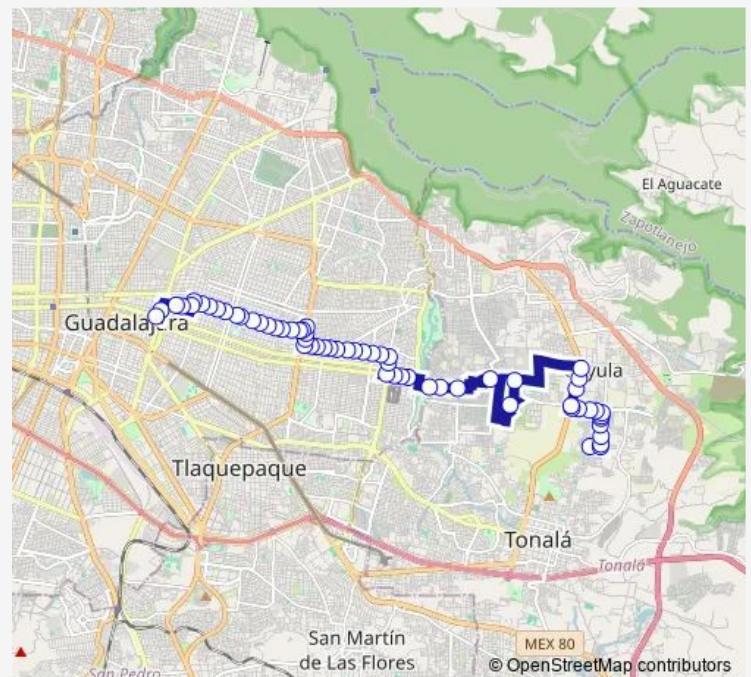 El Aguacate
Zapotlanejo
Guadalajara
yula
Tlaquepaque
Tonalá
Tonalá
San Martín
de Las Flores
MEX 80
San Pedro
© OpenStreetMap contributors